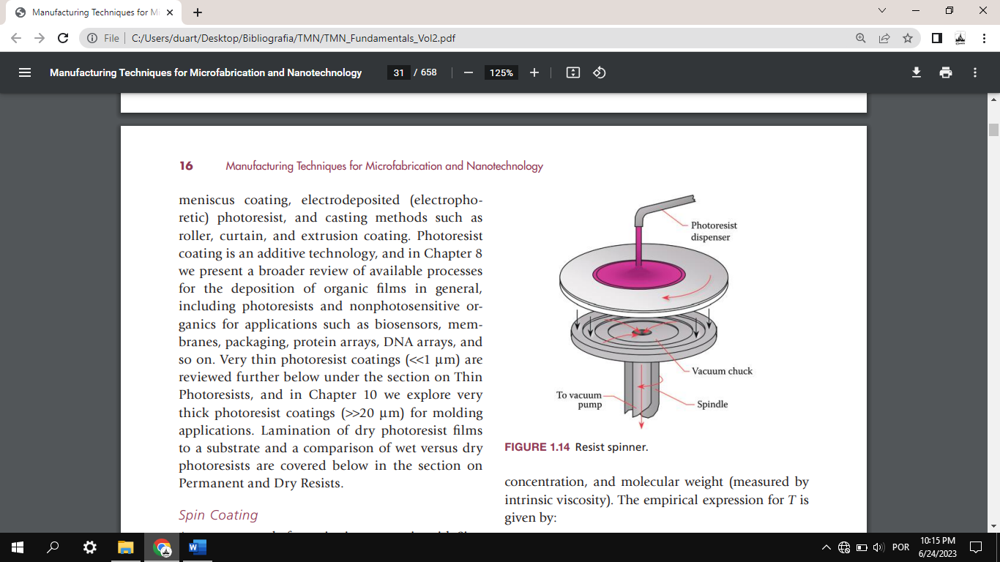 Manufacturing Techniques for Mi
File
C:/Users/duart/Desktop/Bibliografia/TMN/TMN_Fundamentals_Vol2.pdf
Manufacturing Techniques for Microfabrication and Nanotechnology
31 / 658
125%
16 Manufacturing Techniques for Microfabrication and Nanotechnology
meniscus coating, electrodeposited (electropho-
retic) photoresist, and casting methods such as
roller, curtain, and extrusion coating. Photoresist
coating is an additive technology, and in Chapter 8
we present a broader review of available processes
for the deposition of organic films in general,
including photoresists and nonphotosensitive or-
ganics for applications such as biosensors, mem-
branes, packaging, protein arrays, DNA arrays, and
so on. Very thin photoresist coatings (<<1 μm) are
reviewed further below under the section on Thin
Photoresists, and in Chapter 10 we explore very
thick photoresist coatings (>>20 μm) for molding
applications. Lamination of dry photoresist films
to a substrate and a comparison of wet versus dry
photoresists are covered below in the section on
Permanent and Dry Resists.
Spin Coating
Photoresist
dispenser
Vacuum chuck
To vacuum
pump
Spindle
FIGURE 1.14 Resist spinner.
concentration, and molecular weight (measured by
intrinsic viscosity). The empirical expression for T is
given by:
POR
10:15 PM
6/24/2023